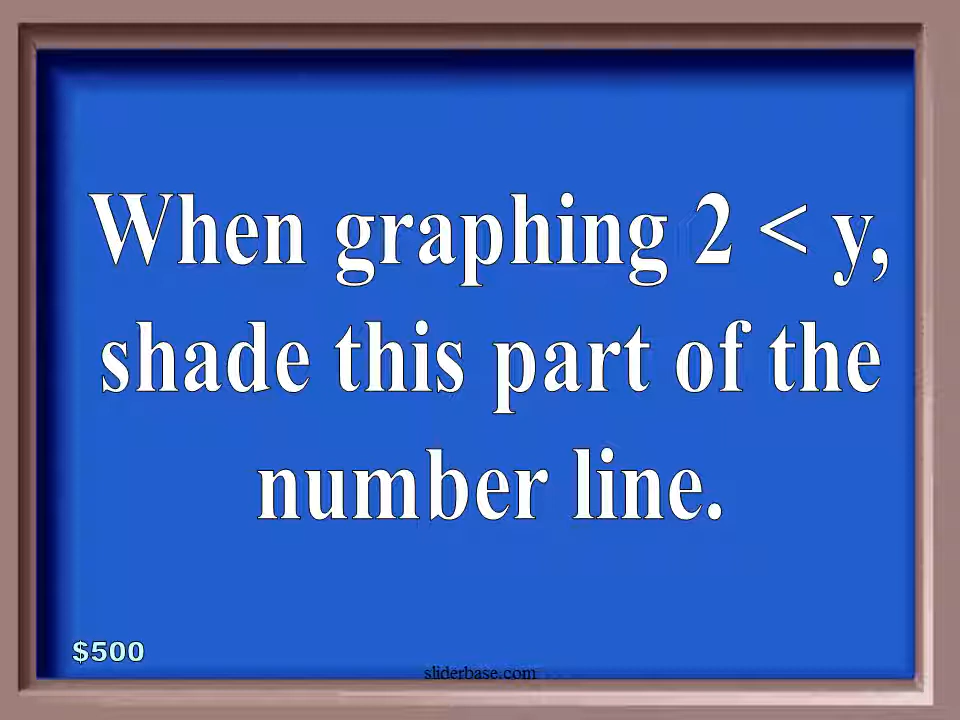 When graphing 2 < y,
shade this part of the
number line.
$500
sliderbase.com